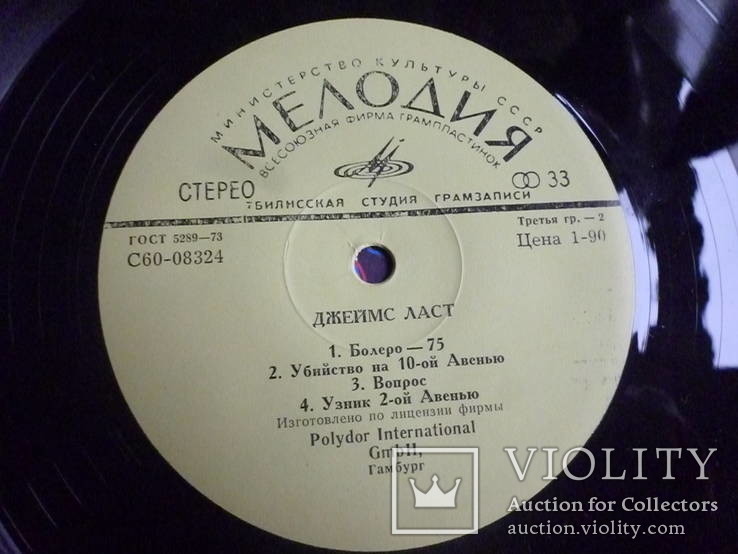 МИНИСТЕРСТВО КУЛЬТУРЫ СССР
МЕЛОДИЯ
ВСЕСОЮЗНАЯ ФИРМА ГРАМПЛАСТИНОК
СТЕРЕО
33
ТБИЛИССКАЯ СТУДИЯ ГРАМЗАПИСИ
ГОСТ 5289—73
Третья гр. — 2
С60-08324
Цена 1-90
ДЖЕЙМС ЛАСТ
1. Болеро — 75
2. Убийство на 10-ой Авенью
3. Вопрос
4. Узник 2-ой Авенью
Изготовлено по лицензии фирмы
Polydor International
GmbH,
Гамбург
VIOLITY
Auction for Collectors
auction.violity.com